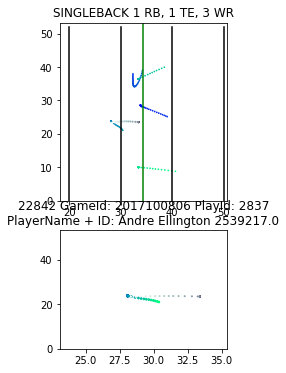 SINGLEBACK 1 RB, 1 TE, 3 WR
50
40
30
20
10
0
20 30 40 50
22842 GameId: 2017100806 PlayId: 2837
PlayerName + ID: Andre Ellington 2539217.0
40
20
0
25.0 27.5 30.0 32.5 35.0